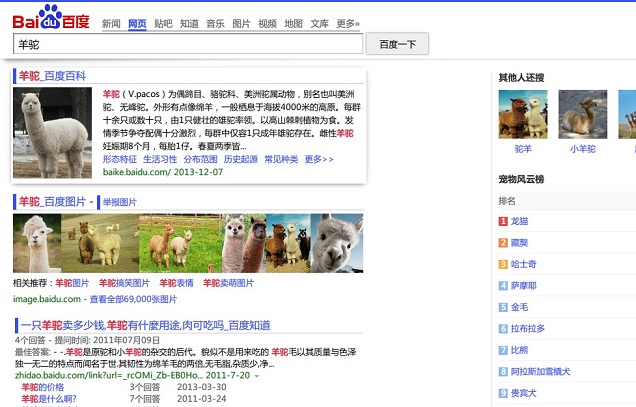 Bai du 百度
新闻 网页 贴吧 知道 音乐 图片 视频 地图 文库 更多»
羊驼 百度一下
羊驼_百度百科
羊驼（V.pacos）为偶蹄目、骆驼科、美洲驼属动物，别名也叫美洲
驼、无峰驼。外形有点像绵羊，一般栖息于海拔4000米的高原。每群
十余只或数十只，由1只健壮的雄驼率领。以高山棘刺植物为食。发
情季节争夺配偶十分激烈，每群中仅容1只成年雄驼存在。雌性羊驼
妊娠期8个月，每胎1仔。春夏两季皆...
形态特征 生活习性 分布范围 历史起源 常见种类 更多>>
baike.baidu.com/ 2013-12-07
羊驼_百度图片 - 举报图片
相关推荐：羊驼图片 羊驼搞笑图片 羊驼表情 羊驼卖萌图片
image.baidu.com - 查看全部69,000张图片
一只羊驼卖多少钱,羊驼有什麼用途,肉可吃吗_百度知道
4个回答 - 提问时间: 2011年07月09日
最佳答案: - -.羊驼是原驼和小羊驼的杂交的后代。貌似不是用来吃的 羊驼毛以其质量与色泽
独一无二的特点而闻名于世.其韧性为绵羊毛的两倍,无毛脂,杂质少,净...
zhidao.baidu.com/link?url=_rcOMi_Zb-EB0Ho... 2011-7-20
羊驼的价格 3个回答 2013-03-30
羊驼是什么啊? 7个回答 2011-03-24
其他人还搜
驼羊 小羊驼
宠物风云榜
排名
1 龙猫
2 藏獒
3 哈士奇
4 萨摩耶
5 金毛
6 拉布拉多
7 比熊
8 阿拉斯加雪橇犬
9 贵宾犬